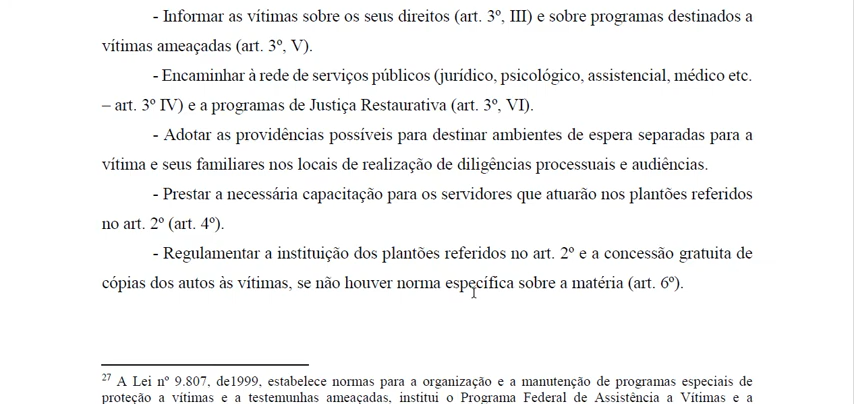 - Informar as vítimas sobre os seus direitos (art. 3º, III) e sobre programas destinados a
vítimas ameaçadas (art. 3º, V).
- Encaminhar à rede de serviços públicos (jurídico, psicológico, assistencial, médico etc.
– art. 3º IV) e a programas de Justiça Restaurativa (art. 3º, VI).
- Adotar as providências possíveis para destinar ambientes de espera separadas para a
vítima e seus familiares nos locais de realização de diligências processuais e audiências.
- Prestar a necessária capacitação para os servidores que atuarão nos plantões referidos
no art. 2º (art. 4º).
- Regulamentar a instituição dos plantões referidos no art. 2º e a concessão gratuita de
cópias dos autos às vítimas, se não houver norma específica sobre a matéria (art. 6º).
27 A Lei nº 9.807, de1999, estabelece normas para a organização e a manutenção de programas especiais de
proteção a vítimas e a testemunhas ameaçadas, institui o Programa Federal de Assistência a Vítimas e a